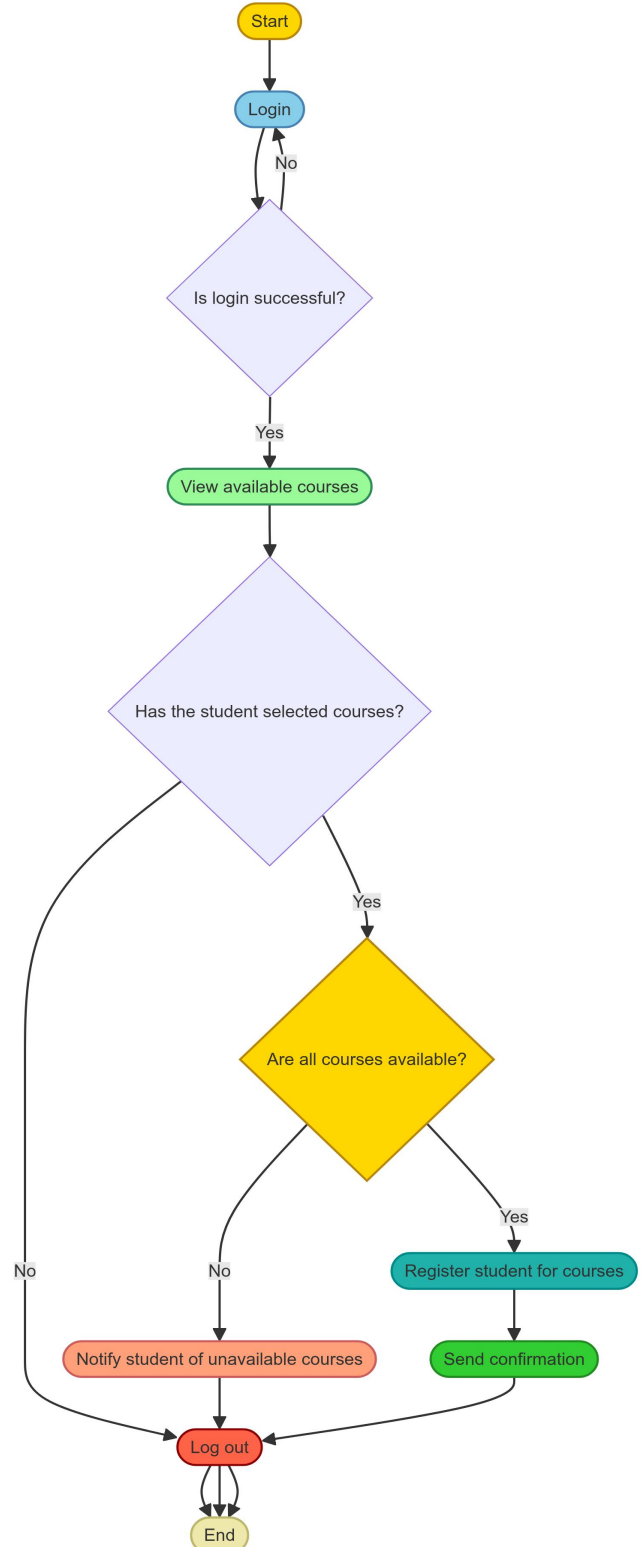 Start
Login
No
Is login successful?
Yes
View available courses
Has the student selected courses?
Yes
Are all courses available?
Yes
No
No
Register student for courses
Notify student of unavailable courses
Send confirmation
Log out
End